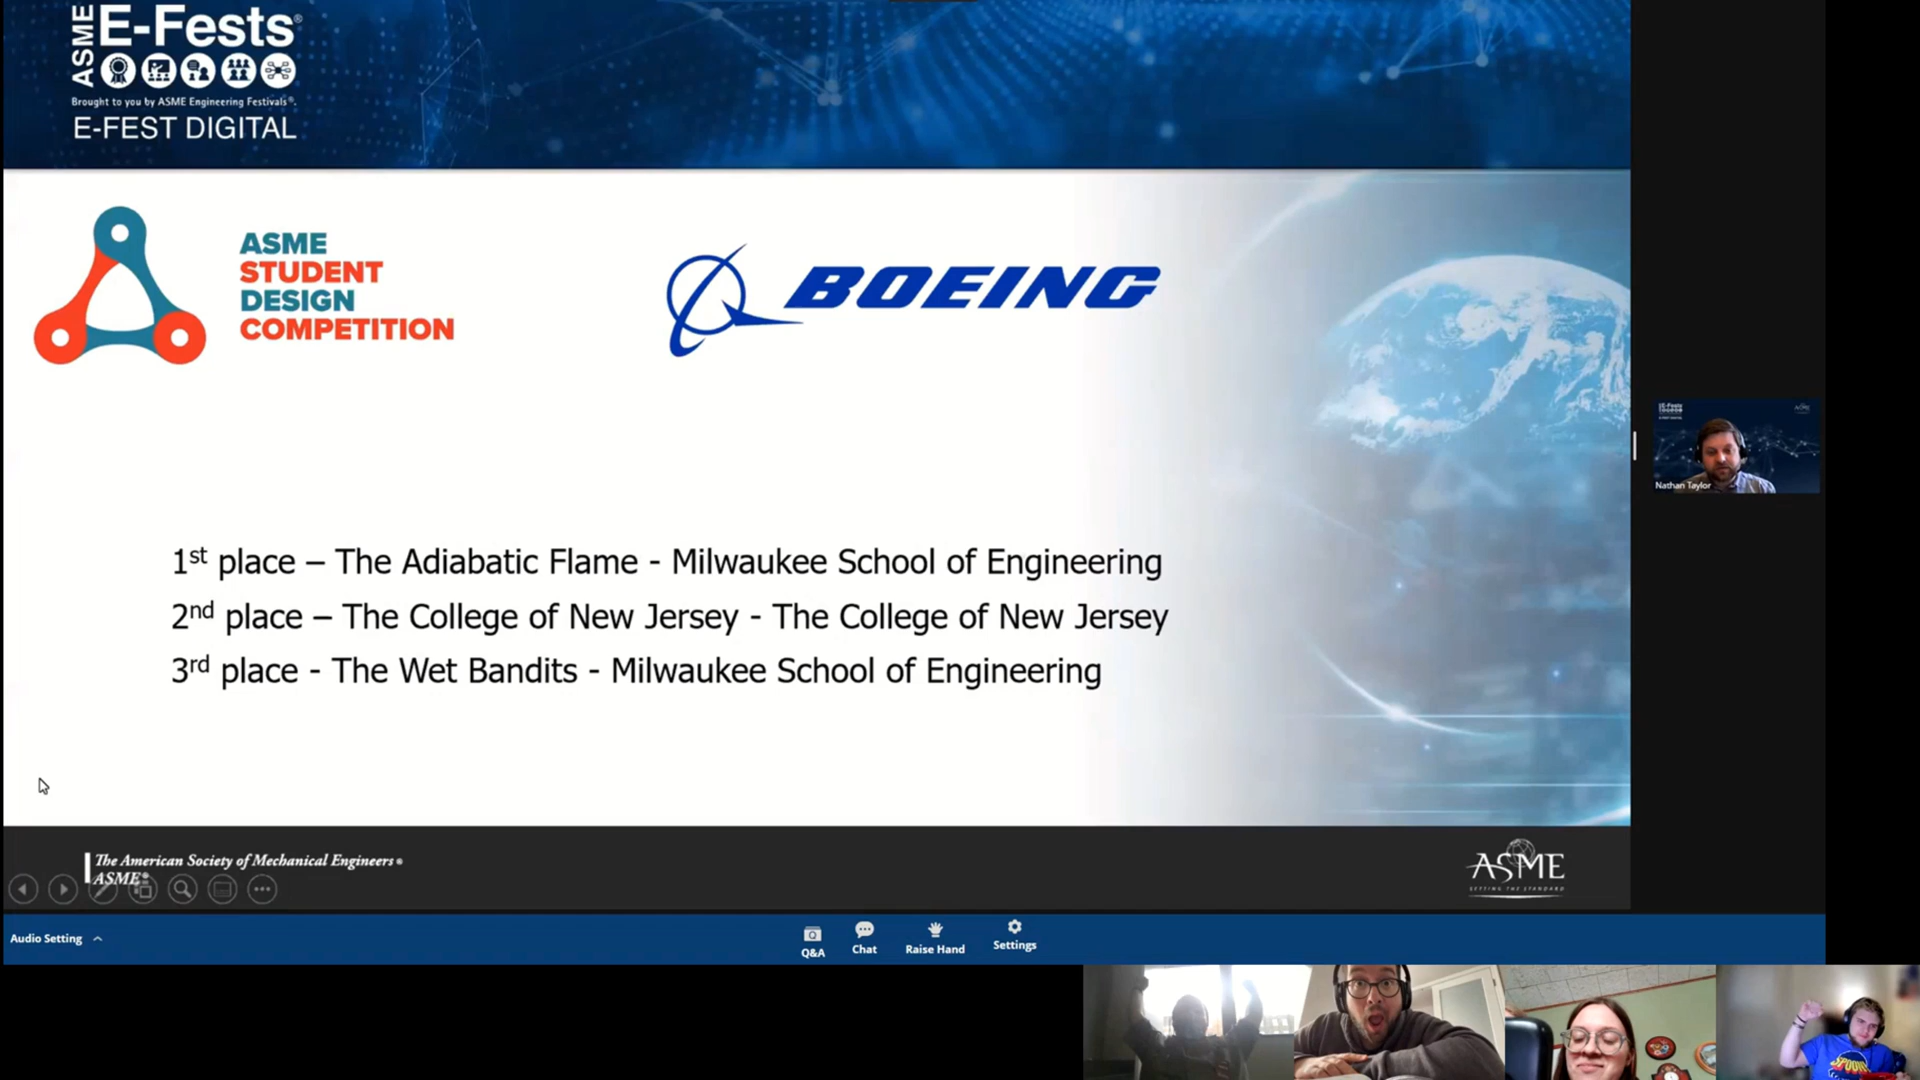 ASME
E-Fests®
Brought to you by ASME Engineering Festivals®.
E-FEST DIGITAL
ASME
STUDENT
DESIGN
COMPETITION
BOEING
Nathan Taylor
1st place – The Adiabatic Flame - Milwaukee School of Engineering
2nd place – The College of New Jersey - The College of New Jersey
3rd place - The Wet Bandits - Milwaukee School of Engineering
The American Society of Mechanical Engineers®
ASME®
ASME
SETTING THE STANDARD
Audio Setting
Q&A
Chat
Raise Hand
Settings